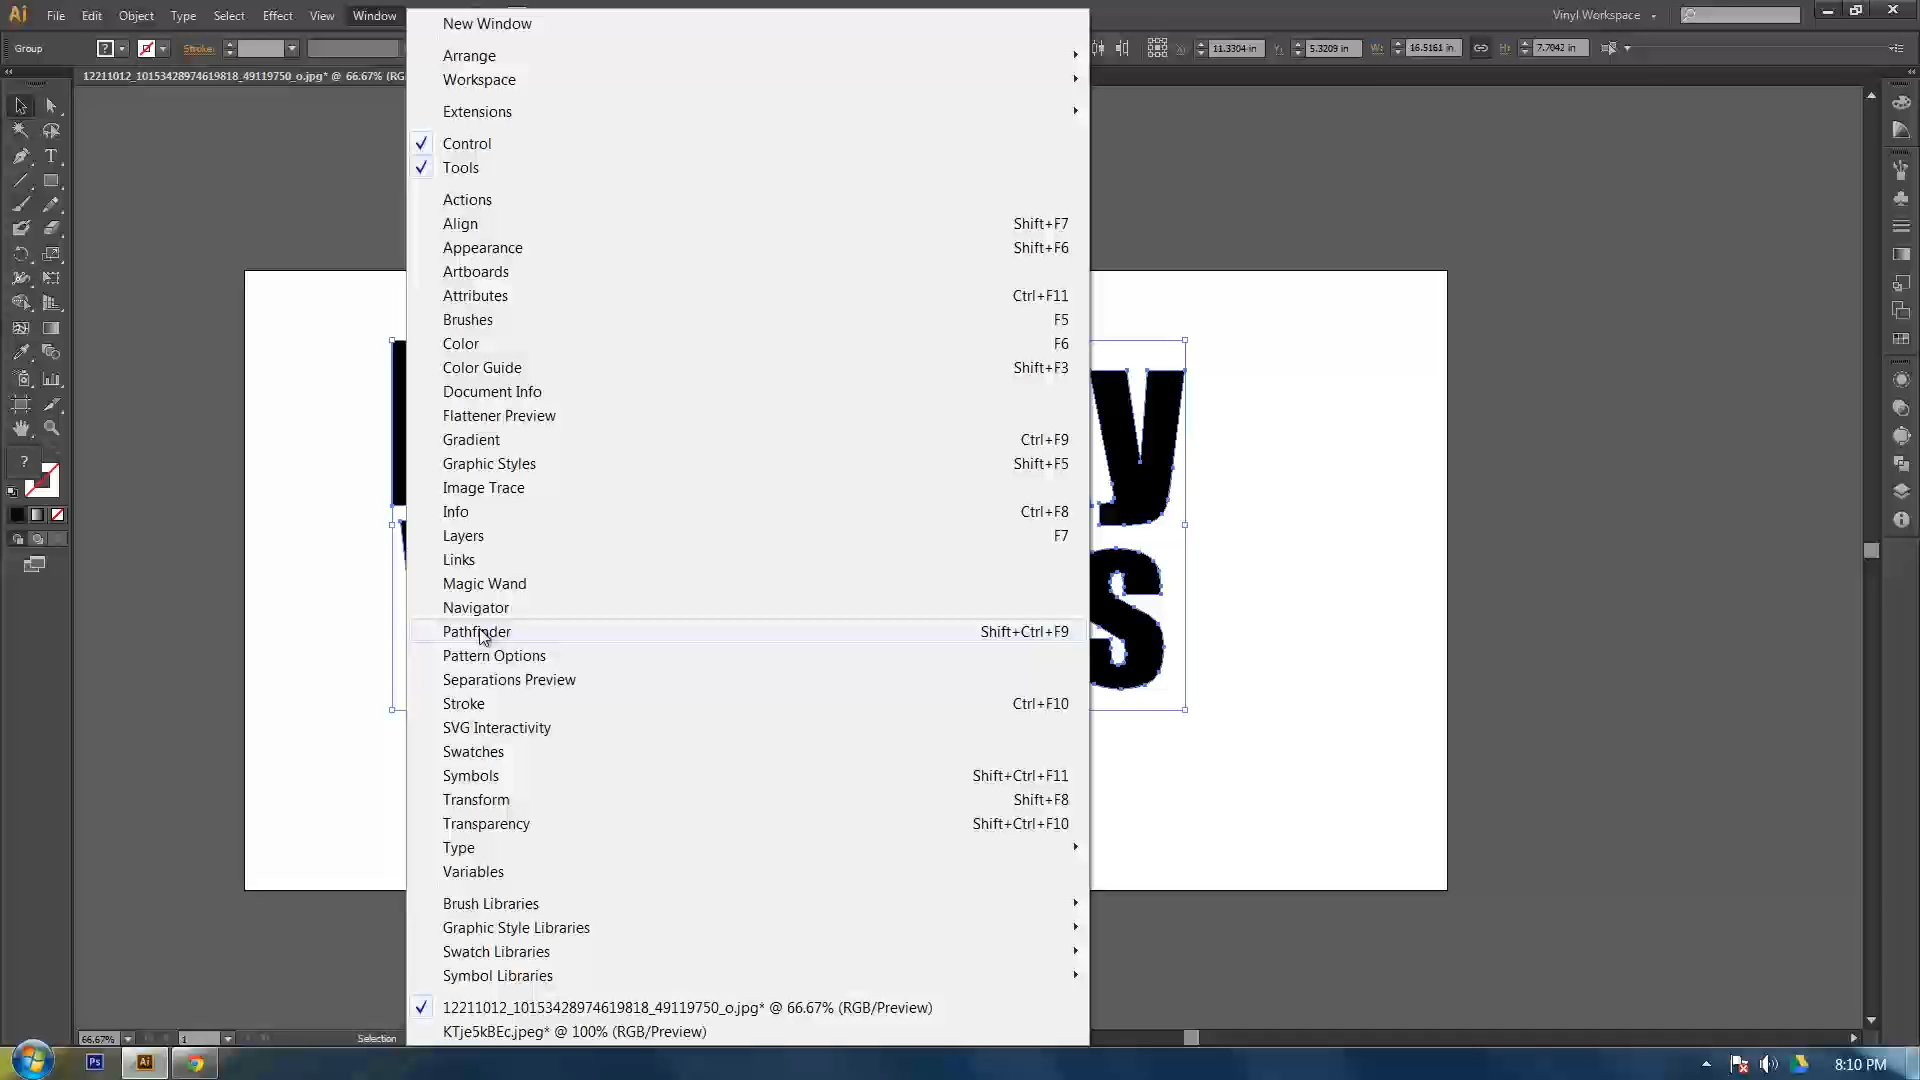 Ai File Edit Object Type Select Effect View Window Vinyl Workspace
Group Stroke: 11.3304 in 5.3209 in W: 16.5161 in 7.7042 in
12211012_10153428974619818_49119750_o.jpg* @ 66.67% (RG
New Window
Arrange
Workspace
Extensions
Control
Tools
Actions
Align Shift+F7
Appearance Shift+F6
Artboards
Attributes Ctrl+F11
Brushes F5
Color F6
Color Guide Shift+F3
Document Info
Flattener Preview
Gradient Ctrl+F9
Graphic Styles Shift+F5
Image Trace
Info Ctrl+F8
Layers F7
Links
Magic Wand
Navigator
Pathfinder Shift+Ctrl+F9
Pattern Options
Separations Preview
Stroke Ctrl+F10
SVG Interactivity
Swatches
Symbols Shift+Ctrl+F11
Transform Shift+F8
Transparency Shift+Ctrl+F10
Type
Variables
Brush Libraries
Graphic Style Libraries
Swatch Libraries
Symbol Libraries
12211012_10153428974619818_49119750_o.jpg* @ 66.67% (RGB/Preview)
KTje5kBEc.jpeg* @ 100% (RGB/Preview)
y
s
66.67% 1 Selection
Ps Ai 8:10 PM